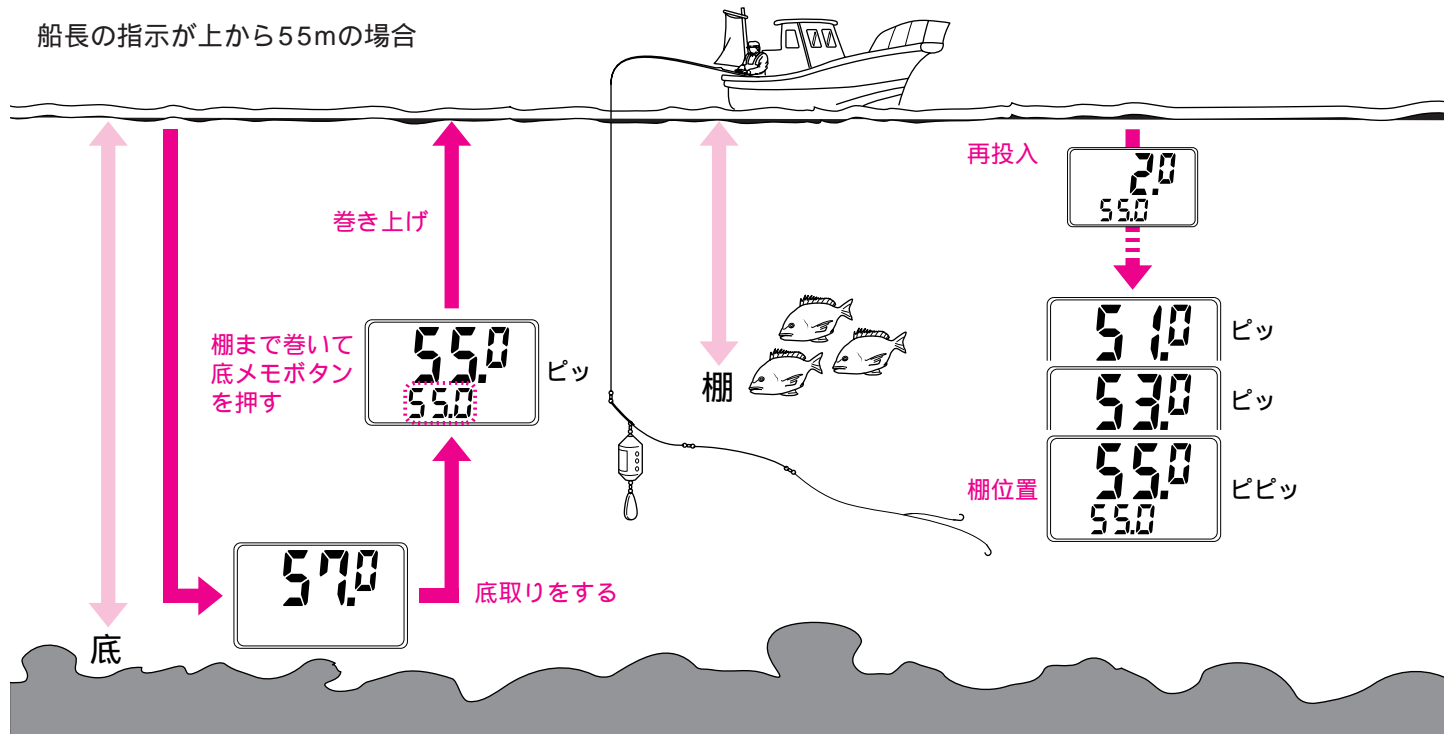 船長の指示が上から55mの場合
巻き上げ
棚まで巻いて
底メモボタン
を押す
55.0
55.0
ピッ
57.0
底取りをする
底
棚
再投入
2.0
55.0
51.0
ピッ
53.0
ピッ
棚位置
55.0
55.0
ピピッ